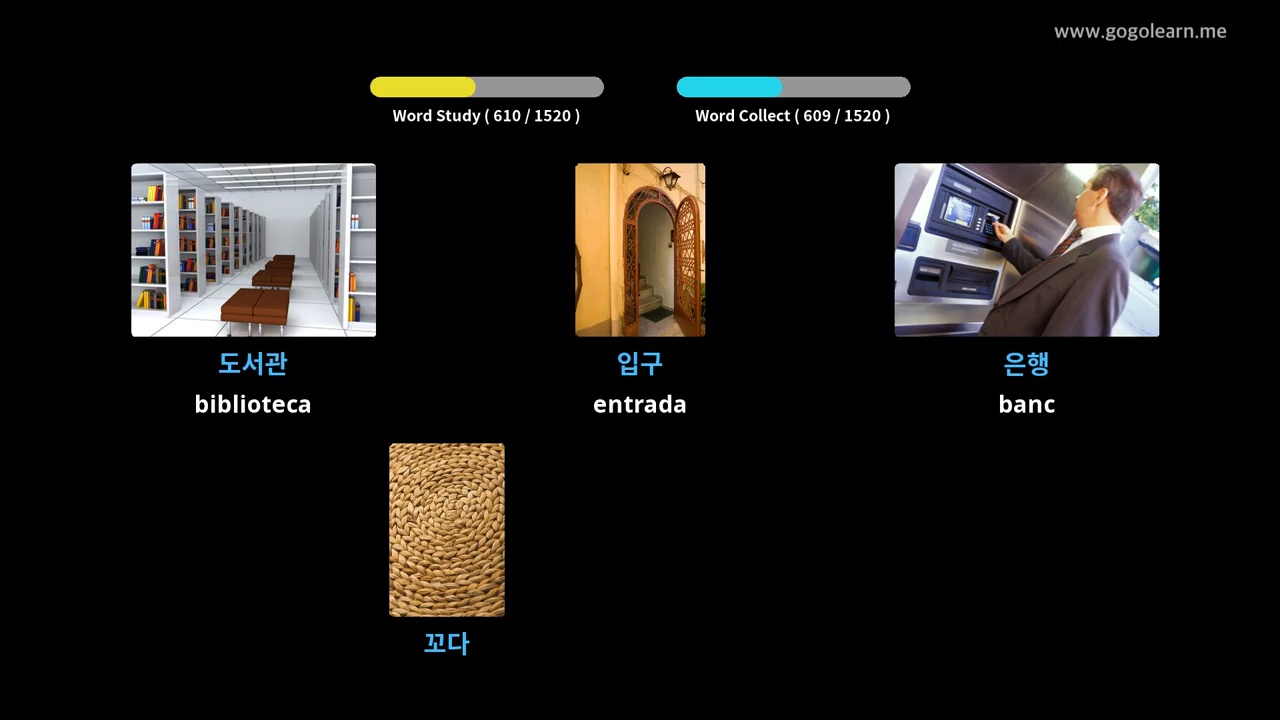 www.gogolearn.me
Word Study ( 610 / 1520 )
Word Collect ( 609 / 1520 )
도서관
biblioteca
입구
entrada
은행
banc
꼬다